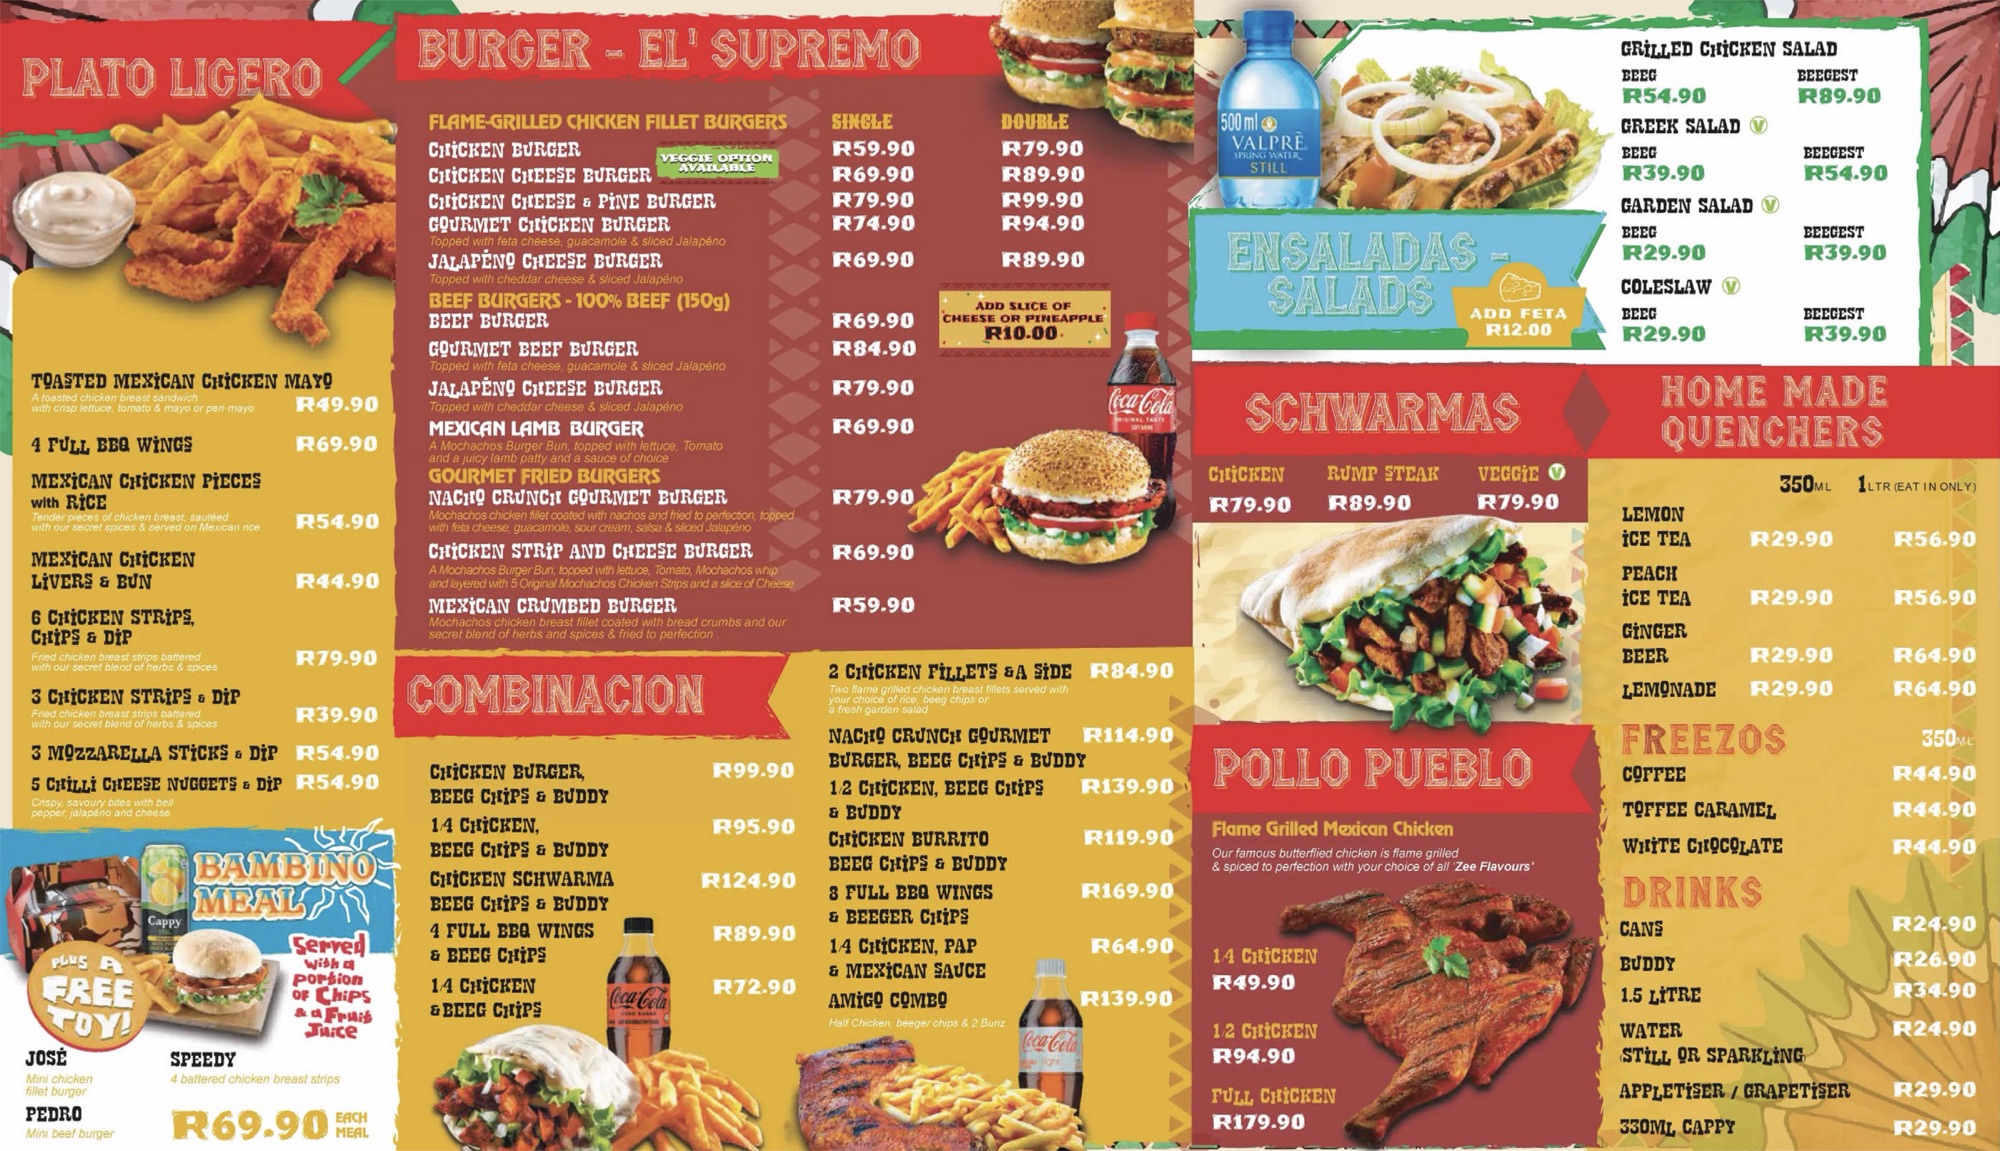 PLATO LIGERO
TOASTED MEXICAN CHICKEN MAYO
A toasted chicken breast sandwich
with crisp lettuce, tomato & mayo or peri-mayo R49.90
4 FULL BBQ WINGS R69.90
MEXICAN CHICKEN PIECES
with RICE
Tender pieces of chicken breast, sautéed
with our secret spices & served on Mexican rice R54.90
MEXICAN CHICKEN
LIVERS & BUN R44.90
6 CHICKEN STRIPS,
CHIPS & DIP
Fried chicken breast strips battered
with our secret blend of herbs & spices R79.90
3 CHICKEN STRIPS & DIP
Fried chicken breast strips battered
with our secret blend of herbs & spices R39.90
3 MOZZARELLA STICKS & DIP R54.90
5 CHILLI CHEESE NUGGETS & DIP R54.90
Crispy, savoury bites with bell
pepper, jalapéno and cheese
BAMBINO
MEAL
Cappy
PLUS A
FREE
TOY!
Served
with a
portion
of Chips
& a Fruit
Juice
JOSÈ
Mini chicken
fillet burger
SPEEDY
4 battered chicken breast strips
PEDRO
Mini beef burger
R69.90 EACH
MEAL
BURGER - EL' SUPREMO
FLAME-GRILLED CHICKEN FILLET BURGERS SINGLE DOUBLE
CHICKEN BURGER R59.90 R79.90
VEGGIE OPTION
AVAILABLE
CHICKEN CHEESE BURGER R69.90 R89.90
CHICKEN CHEESE & PINE BURGER R79.90 R99.90
GOURMET CHICKEN BURGER R74.90 R94.90
Topped with feta cheese, guacamole & sliced Jalapéno
JALAPÉNO CHEESE BURGER R69.90 R89.90
Topped with cheddar cheese & sliced Jalapéno
BEEF BURGERS - 100% BEEF (150g)
BEEF BURGER R69.90
ADD SLICE OF
CHEESE OR PINEAPPLE
R10.00
GOURMET BEEF BURGER R84.90
Topped with feta cheese, guacamole & sliced Jalapéno
JALAPÉNO CHEESE BURGER R79.90
Topped with cheddar cheese & sliced Jalapéno
MEXICAN LAMB BURGER R69.90
A Mochachos Burger Bun, topped with lettuce, Tomato
and a juicy lamb patty and a sauce of choice
GOURMET FRIED BURGERS
NACHO CRUNCH GOURMET BURGER R79.90
Mochachos chicken fillet coated with nachos and fried to perfection, topped
with feta cheese, guacamole, sour cream, salsa & sliced Jalapéno
CHICKEN STRIP AND CHEESE BURGER R69.90
A Mochachos Burger Bun, topped with lettuce, Tomato, Mochachos whip
and layered with 5 Original Mochachos Chicken Strips and a slice of Cheese
MEXICAN CRUMBED BURGER R59.90
Mochachos chicken breast fillet coated with bread crumbs and our
secret blend of herbs and spices & fried to perfection .
Coca-Cola
ORIGINAL TASTE
COMBINACION
CHICKEN BURGER, R99.90
BEEG CHIPS & BUDDY
1/4 CHICKEN, R95.90
BEEG CHIPS & BUDDY
CHICKEN SCHWARMA R124.90
BEEG CHIPS & BUDDY
4 FULL BBQ WINGS R89.90
& BEEG CHIPS
1/4 CHICKEN R72.90
&BEEG CHIPS
Coca-Cola
ZERO SUGAR
2 CHICKEN FILLETS &A SIDE R84.90
Two flame grilled chicken breast fillets served with
your choice of rice, beeg chips or
a fresh garden salad
NACHO CRUNCH GOURMET R114.90
BURGER, BEEG CHIPS & BUDDY
1/2 CHICKEN, BEEG CHIPS R139.90
& BUDDY
CHICKEN BURRITO R119.90
BEEG CHIPS & BUDDY
8 FULL BBQ WINGS R169.90
& BEEGER CHIPS
1/4 CHICKEN, PAP R64.90
& MEXICAN SAUCE
AMIGO COMBO R139.90
Half Chicken, beeger chips & 2 Bunz
Coca-Cola
light
500ml
VALPRÈ
SPRING WATER
STILL
ENSALADAS -
SALADS
ADD FETA
R12.00
GRILLED CHICKEN SALAD
BEEG BEEGEST
R54.90 R89.90
GREEK SALAD V
BEEG BEEGEST
R39.90 R54.90
GARDEN SALAD V
BEEG BEEGEST
R29.90 R39.90
COLESLAW V
BEEG BEEGEST
R29.90 R39.90
SCHWARMAS
CHICKEN RUMP STEAK VEGGIE V
R79.90 R89.90 R79.90
POLLO PUEBLO
Flame Grilled Mexican Chicken
Our famous butterflied chicken is flame grilled
& spiced to perfection with your choice of all 'Zee Flavours'
1/4 CHICKEN
R49.90
1/2 CHICKEN
R94.90
FULL CHICKEN
R179.90
HOME MADE
QUENCHERS
350ML 1LTR (EAT IN ONLY)
LEMON
ICE TEA R29.90 R56.90
PEACH
ICE TEA R29.90 R56.90
GINGER
BEER R29.90 R64.90
LEMONADE R29.90 R64.90
FREEZOS 350ML
COFFEE R44.90
TOFFEE CARAMEL R44.90
WHITE CHOCOLATE R44.90
DRINKS
CANS R24.90
BUDDY R26.90
1.5 LITRE R34.90
WATER R24.90
STILL OR SPARKLING
APPLETISER / GRAPETISER R29.90
330ML CAPPY R29.90